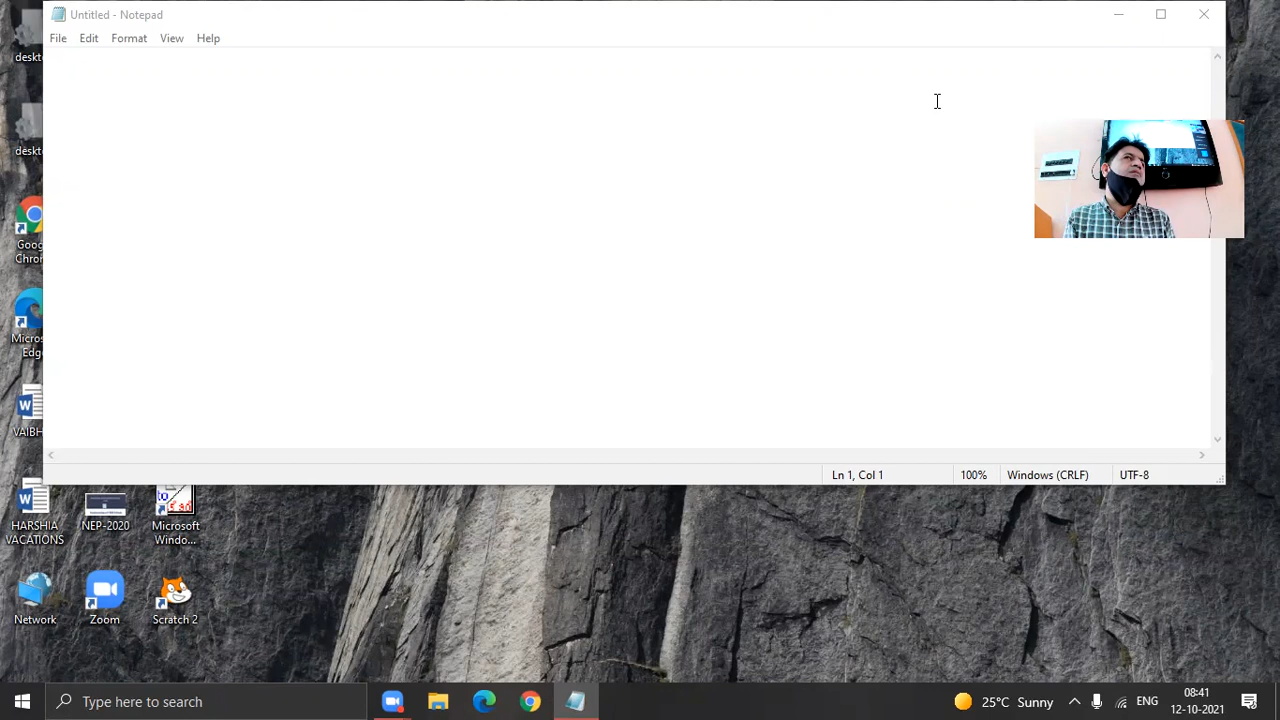 Untitled - Notepad
File Edit Format View Help
Ln 1, Col 1 100% Windows (CRLF) UTF-8
HARSHIA VACATIONS
NEP-2020
Microsoft Windo...
Network
Zoom
Scratch 2
Type here to search
25°C Sunny
ENG
08:41
12-10-2021